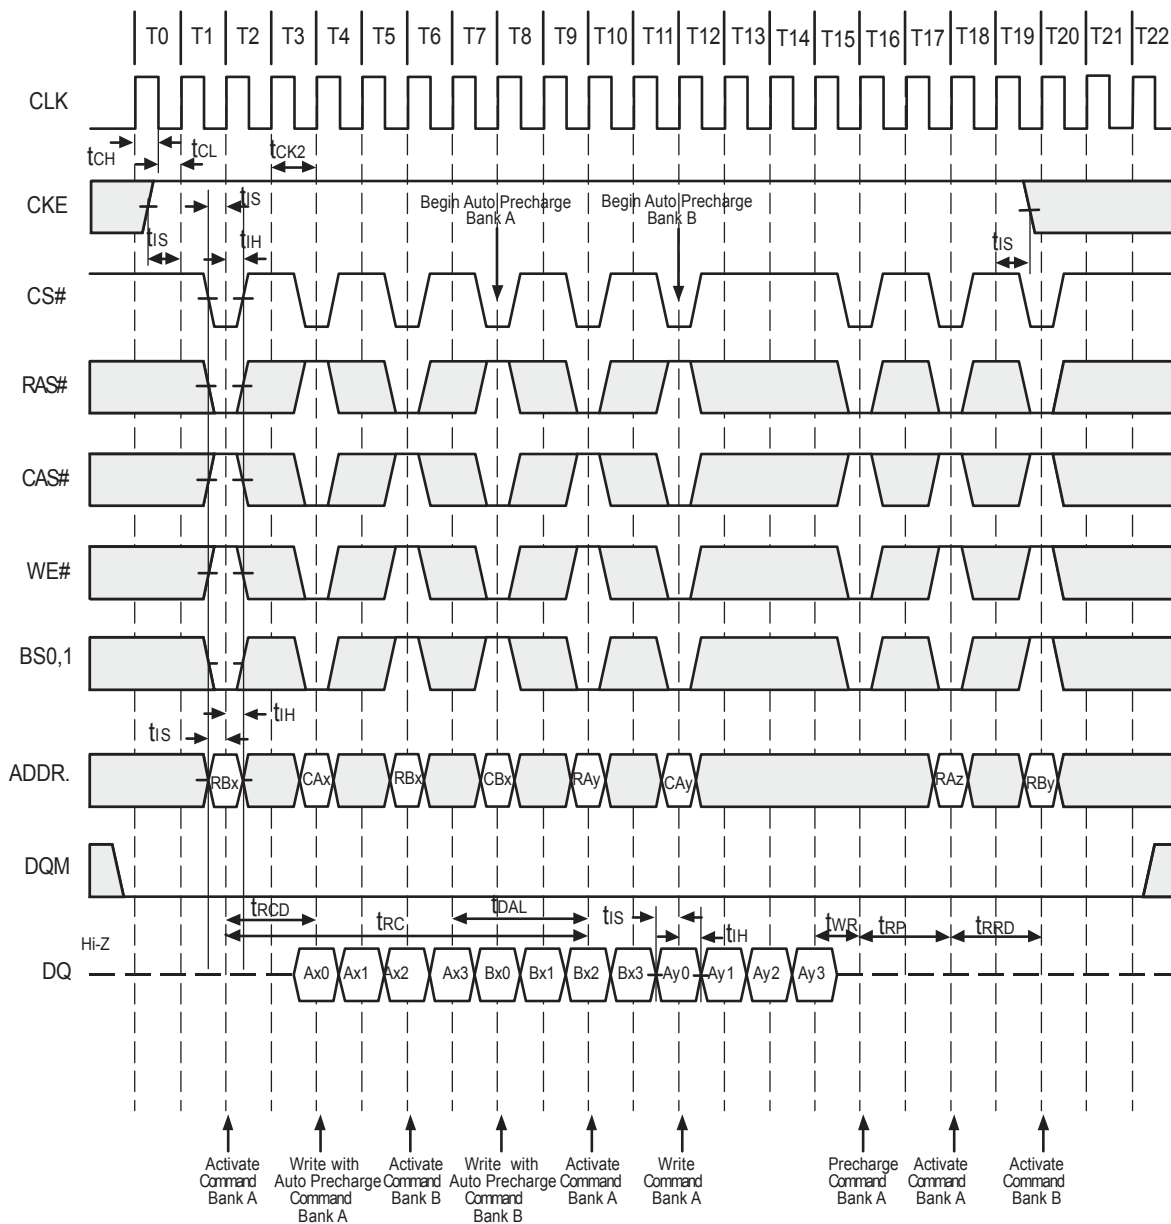 T0 T1 T2 T3 T4 T5 T6 T7 T8 T9 T10 T11 T12 T13 T14 T15 T16 T17 T18 T19 T20 T21 T22
CLK
tCH tCL tCK2
CKE
tIS
Begin Auto Precharge
Bank A
Begin Auto Precharge
Bank B
tIS tIH tIS
CS#
RAS#
CAS#
WE#
BS0,1
tIH
tIS
ADDR.
RBx CAx RBx CBx RAy CAy RAz RBy
DQM
tRCD tRC tDAL tIS tIH tWR tRP tRRD
Hi-Z
DQ
Ax0 Ax1 Ax2 Ax3 Bx0 Bx1 Bx2 Bx3 Ay0 Ay1 Ay2 Ay3
Activate
Command
Bank A
Write with
Auto Precharge
Command
Bank A
Activate
Command
Bank B
Write with
Auto Precharge
Command
Bank B
Activate
Command
Bank A
Write
Command
Bank A
Precharge
Command
Bank A
Activate
Command
Bank A
Activate
Command
Bank B